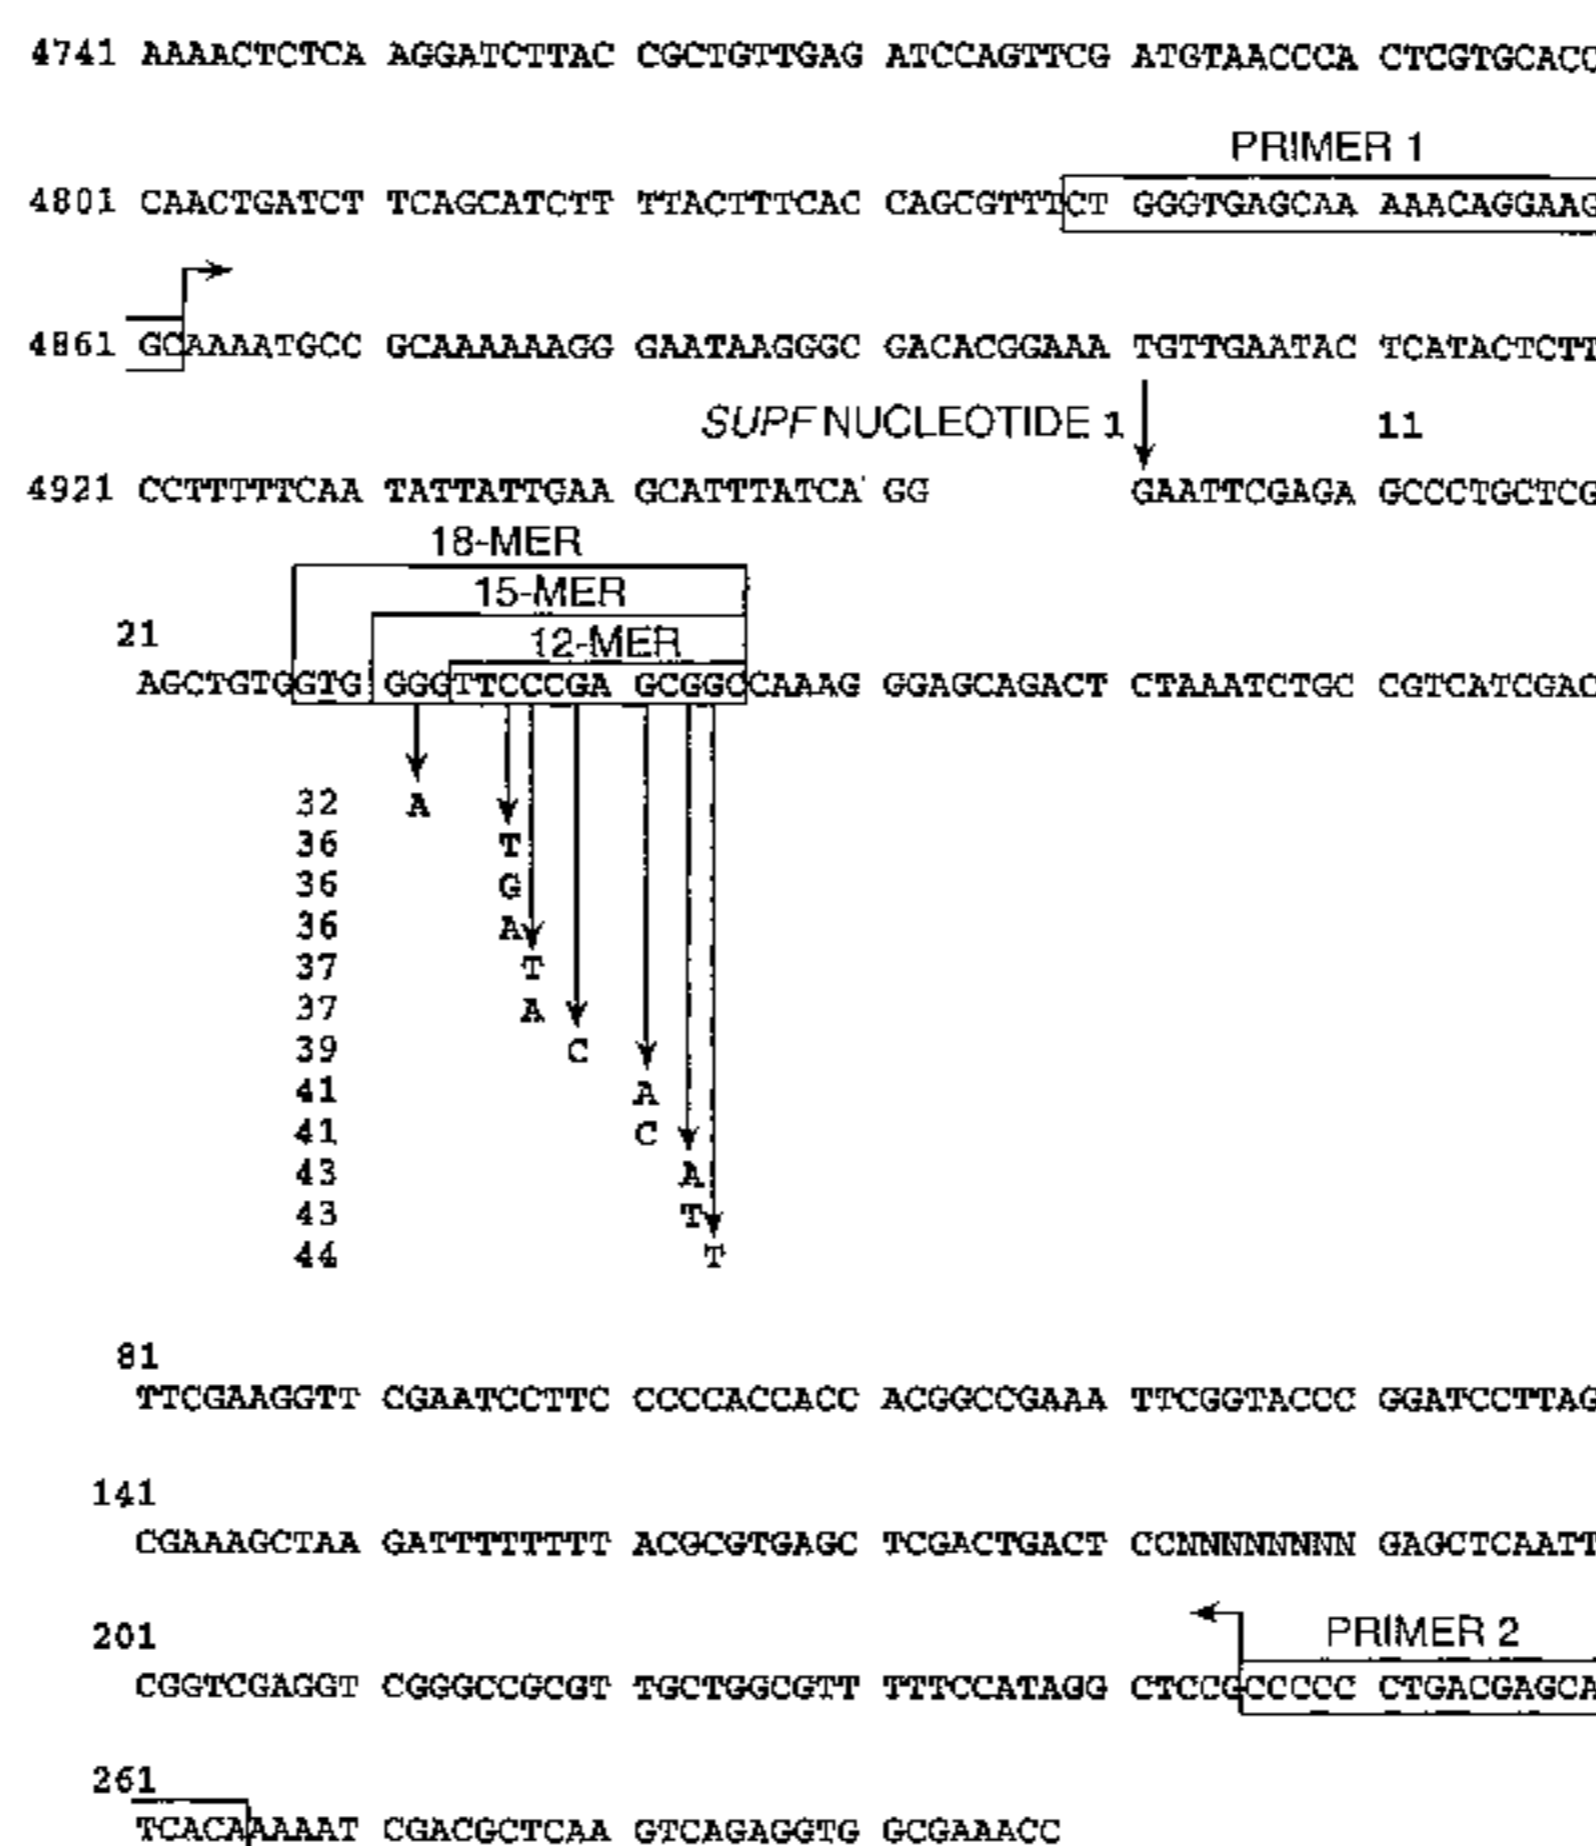 4741 AAAACTCTCA AGGATCTTAC CGCTGTTGAG ATCCAGTTCG ATGTAACCCA CTCGTGCACC
PRIMER 1
4801 CAACTGATCT TCAGCATCTT TTACTTTCAC CAGCGTTTCT GGGTGAGCAA AAACAGGAAG
4861 GCAAAATGCC GCAAAAAAGG GAATAAGGGC GACACGGAAA TGTTGAATAC TCATACTCTT
SUPF NUCLEOTIDE 1 11
4921 CCTTTTTCAA TATTATTGAA GCATTTATCA GG GAATTCGAGA GCCCTGCTCG
18-MER
15-MER
12-MER
21
AGCTGTGGTG GGGTTCCCGA GCGGCCAAAG GGAGCAGACT CTAAATCTGC CGTCATCGAC
32 A
36 T
36 G
36 A
37 T
37 A
39 C
41 A
41 C
43 A
43 T
44 T
81
TTCGAAGGTT CGAATCCTTC CCCCACCACC ACGGCCGAAA TTCGGTACCC GGATCCTTAG
141
CGAAAGCTAA GATTTTTTTT ACGCGTGAGC TCGACTGACT CCNNNNNNNN GAGCTCAATT
201
PRIMER 2
CGGTCGAGGT CGGGCCGCGT TGCTGGCGTT TTTCCATAGG CTCCGCCCCC CTGACGAGCA
261
TCACAAAAAT CGACGCTCAA GTCAGAGGTG GCGAAACC